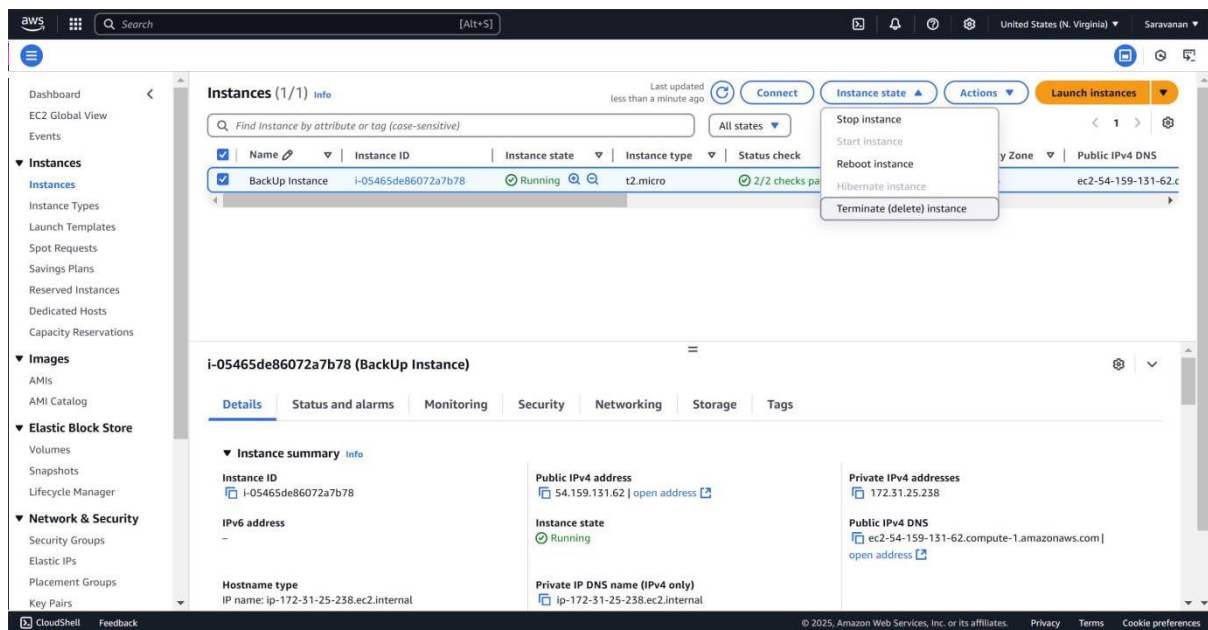 aws Search [Alt+S] United States (N. Virginia) Saravanan
Dashboard
EC2 Global View
Events
Instances
Instances
Instance Types
Launch Templates
Spot Requests
Savings Plans
Reserved Instances
Dedicated Hosts
Capacity Reservations
Images
AMIs
AMI Catalog
Elastic Block Store
Volumes
Snapshots
Lifecycle Manager
Network & Security
Security Groups
Elastic IPs
Placement Groups
Key Pairs
Instances (1/1) Info
Last updated
less than a minute ago
Connect Instance state Actions Launch instances
Find Instance by attribute or tag (case-sensitive) All states 1
Stop instance
Start instance
Reboot instance
Hibernate instance
Terminate (delete) instance
Name Instance ID Instance state Instance type Status check y Zone Public IPv4 DNS
BackUp Instance i-05465de86072a7b78 Running t2.micro 2/2 checks pa ec2-54-159-131-62.c
i-05465de86072a7b78 (BackUp Instance)
Details Status and alarms Monitoring Security Networking Storage Tags
Instance summary Info
Instance ID
i-05465de86072a7b78
Public IPv4 address
54.159.131.62 | open address
Private IPv4 addresses
172.31.25.238
IPv6 address
–
Instance state
Running
Public IPv4 DNS
ec2-54-159-131-62.compute-1.amazonaws.com |
open address
Hostname type
IP name: ip-172-31-25-238.ec2.internal
Private IP DNS name (IPv4 only)
ip-172-31-25-238.ec2.internal
CloudShell Feedback © 2025, Amazon Web Services, Inc. or its affiliates. Privacy Terms Cookie preferences